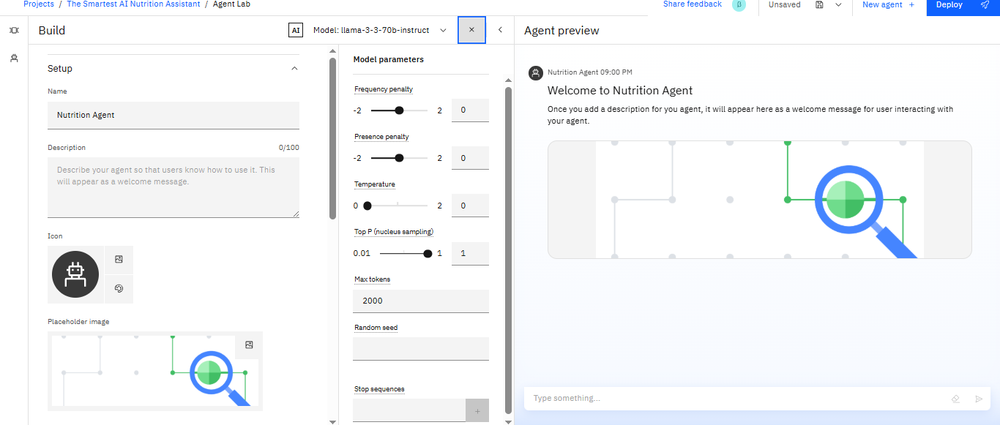 Projects / The Smartest AI Nutrition Assistant / Agent Lab
Share feedback β Unsaved New agent + Deploy
Build
AI Model: llama-3-3-70b-instruct
Agent preview
Setup
Name
Nutrition Agent
Description 0/100
Describe your agent so that users know how to use it. This
will appear as a welcome message.
Icon
Placeholder image
Model parameters
Frequency penalty
-2 2 0
Presence penalty
-2 2 0
Temperature
0 2 0
Top P (nucleus sampling)
0.01 1 1
Max tokens
2000
Random seed
Stop sequences
+
Nutrition Agent 09:00 PM
Welcome to Nutrition Agent
Once you add a description for you agent, it will appear here as a welcome message for user interacting with
your agent.
Type something...